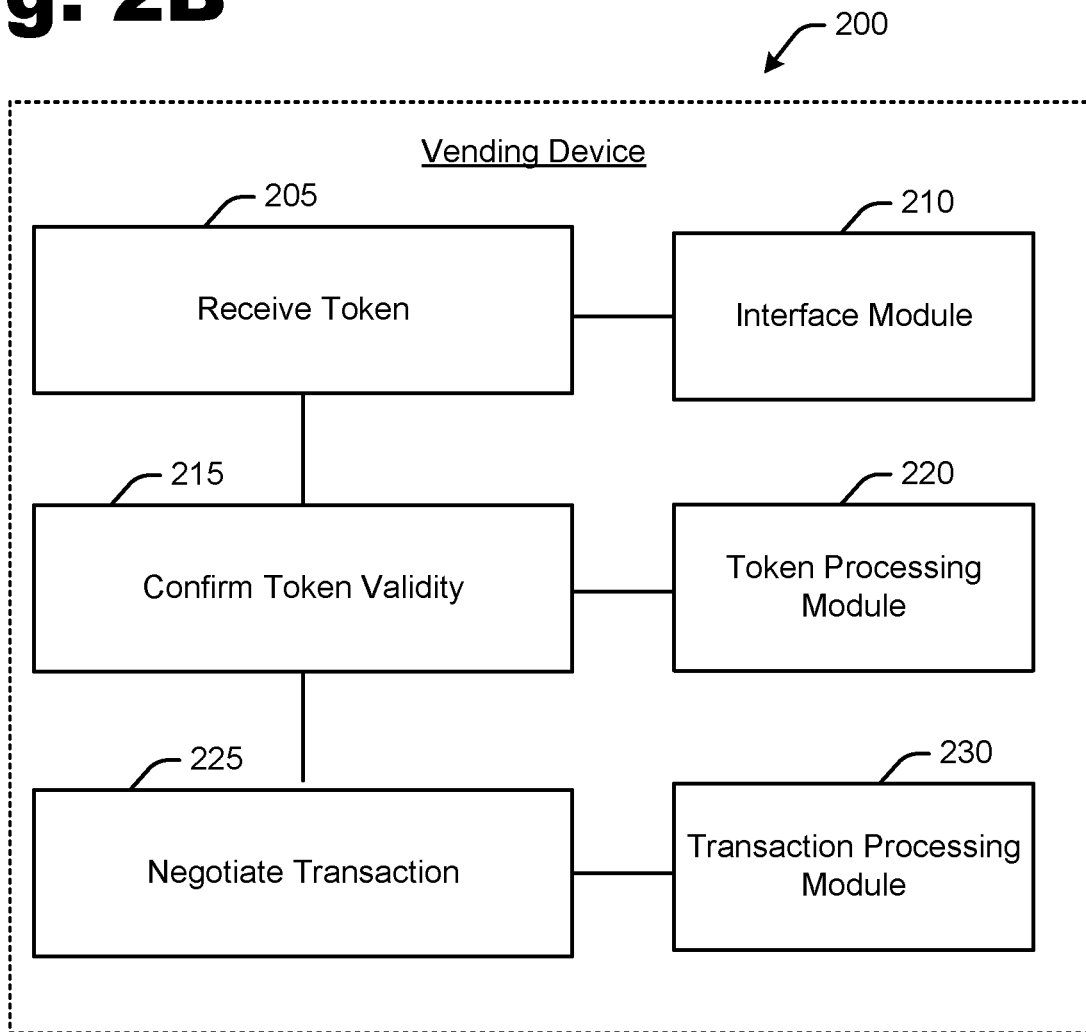 g. 2B
200
Vending Device
205
210
Receive Token
Interface Module
215
220
Confirm Token Validity
Token Processing
Module
225
230
Negotiate Transaction
Transaction Processing
Module